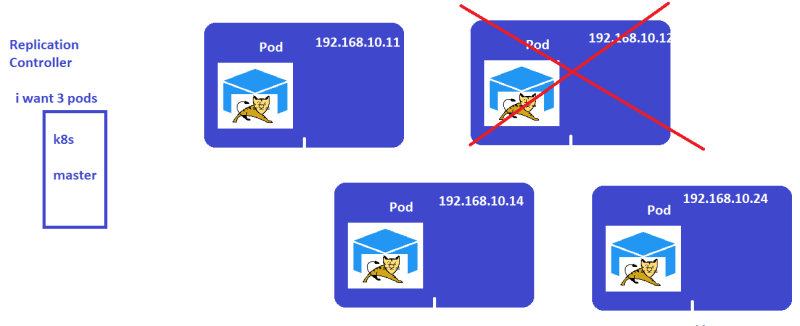 Replication
Controller
i want 3 pods
k8s
master
Pod
192.168.10.11
Pod
192.168.10.12
Pod
192.168.10.14
Pod
192.168.10.24